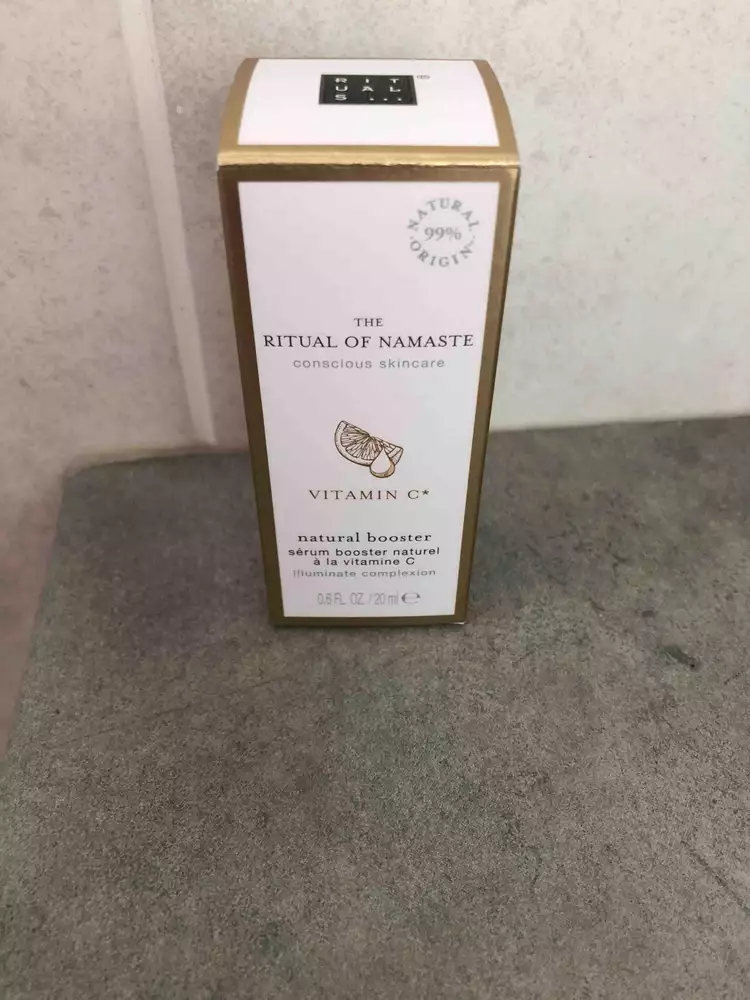 RIT
UAL
S...
®
NATURAL
99%
ORIGIN
THE
RITUAL OF NAMASTE
conscious skincare
VITAMIN C*
natural booster
sérum booster naturel
à la vitamine C
illuminate complexion
0.6 FL. OZ. / 20 ml ℮